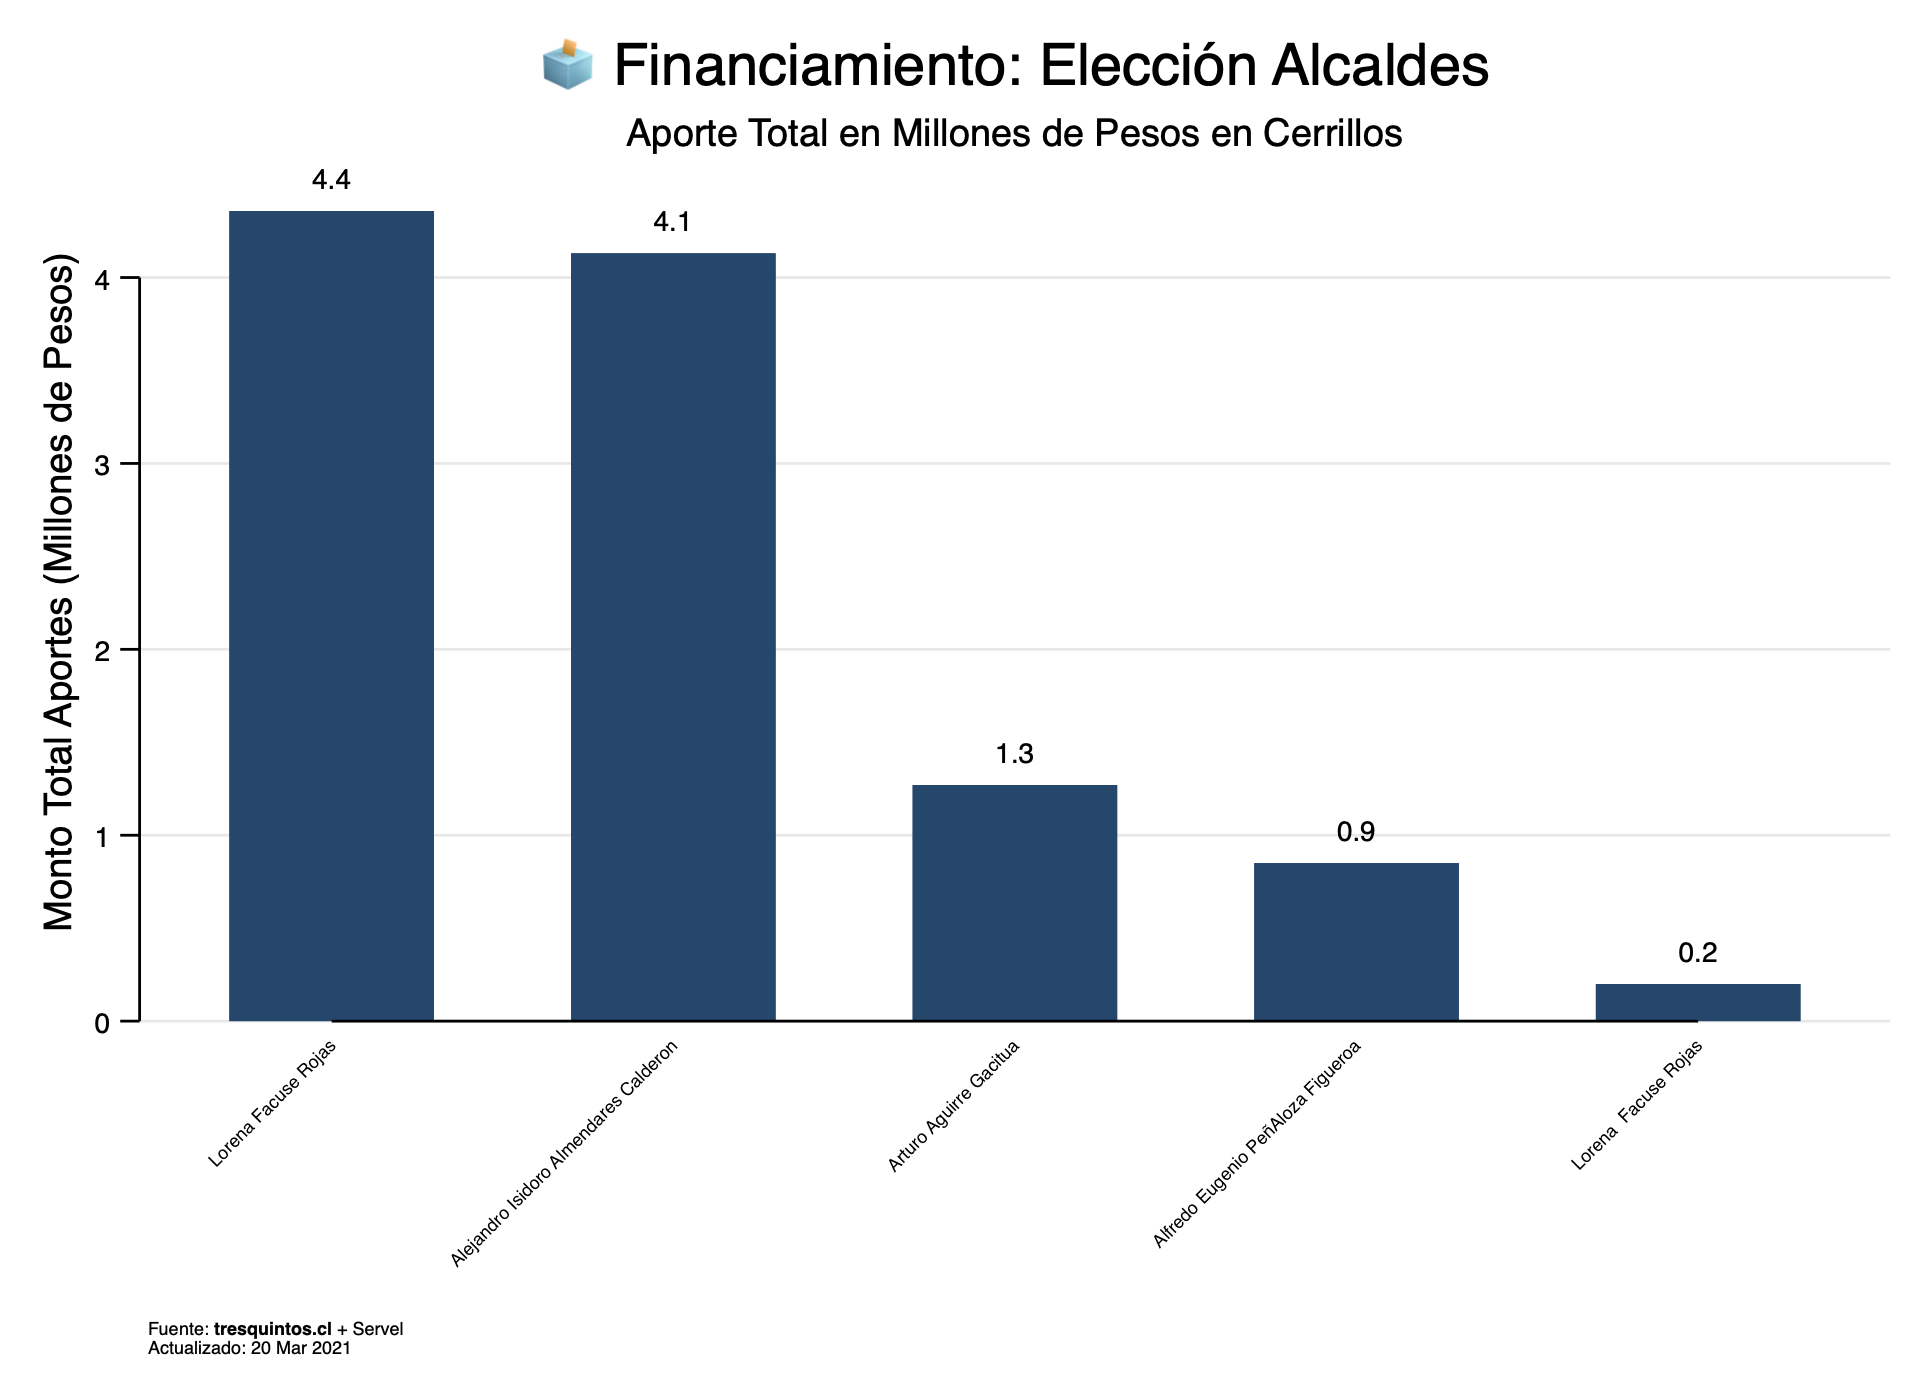 Financiamiento: Elección Alcaldes
Aporte Total en Millones de Pesos en Cerrillos
Monto Total Aportes (Millones de Pesos)
4
3
2
1
0
4.4
4.1
1.3
0.9
0.2
Lorena Facuse Rojas
Alejandro Isidoro Almendares Calderon
Arturo Aguirre Gacitua
Alfredo Eugenio PeñAloza Figueroa
Lorena  Facuse Rojas
Fuente: tresquintos.cl + Servel
Actualizado: 20 Mar 2021